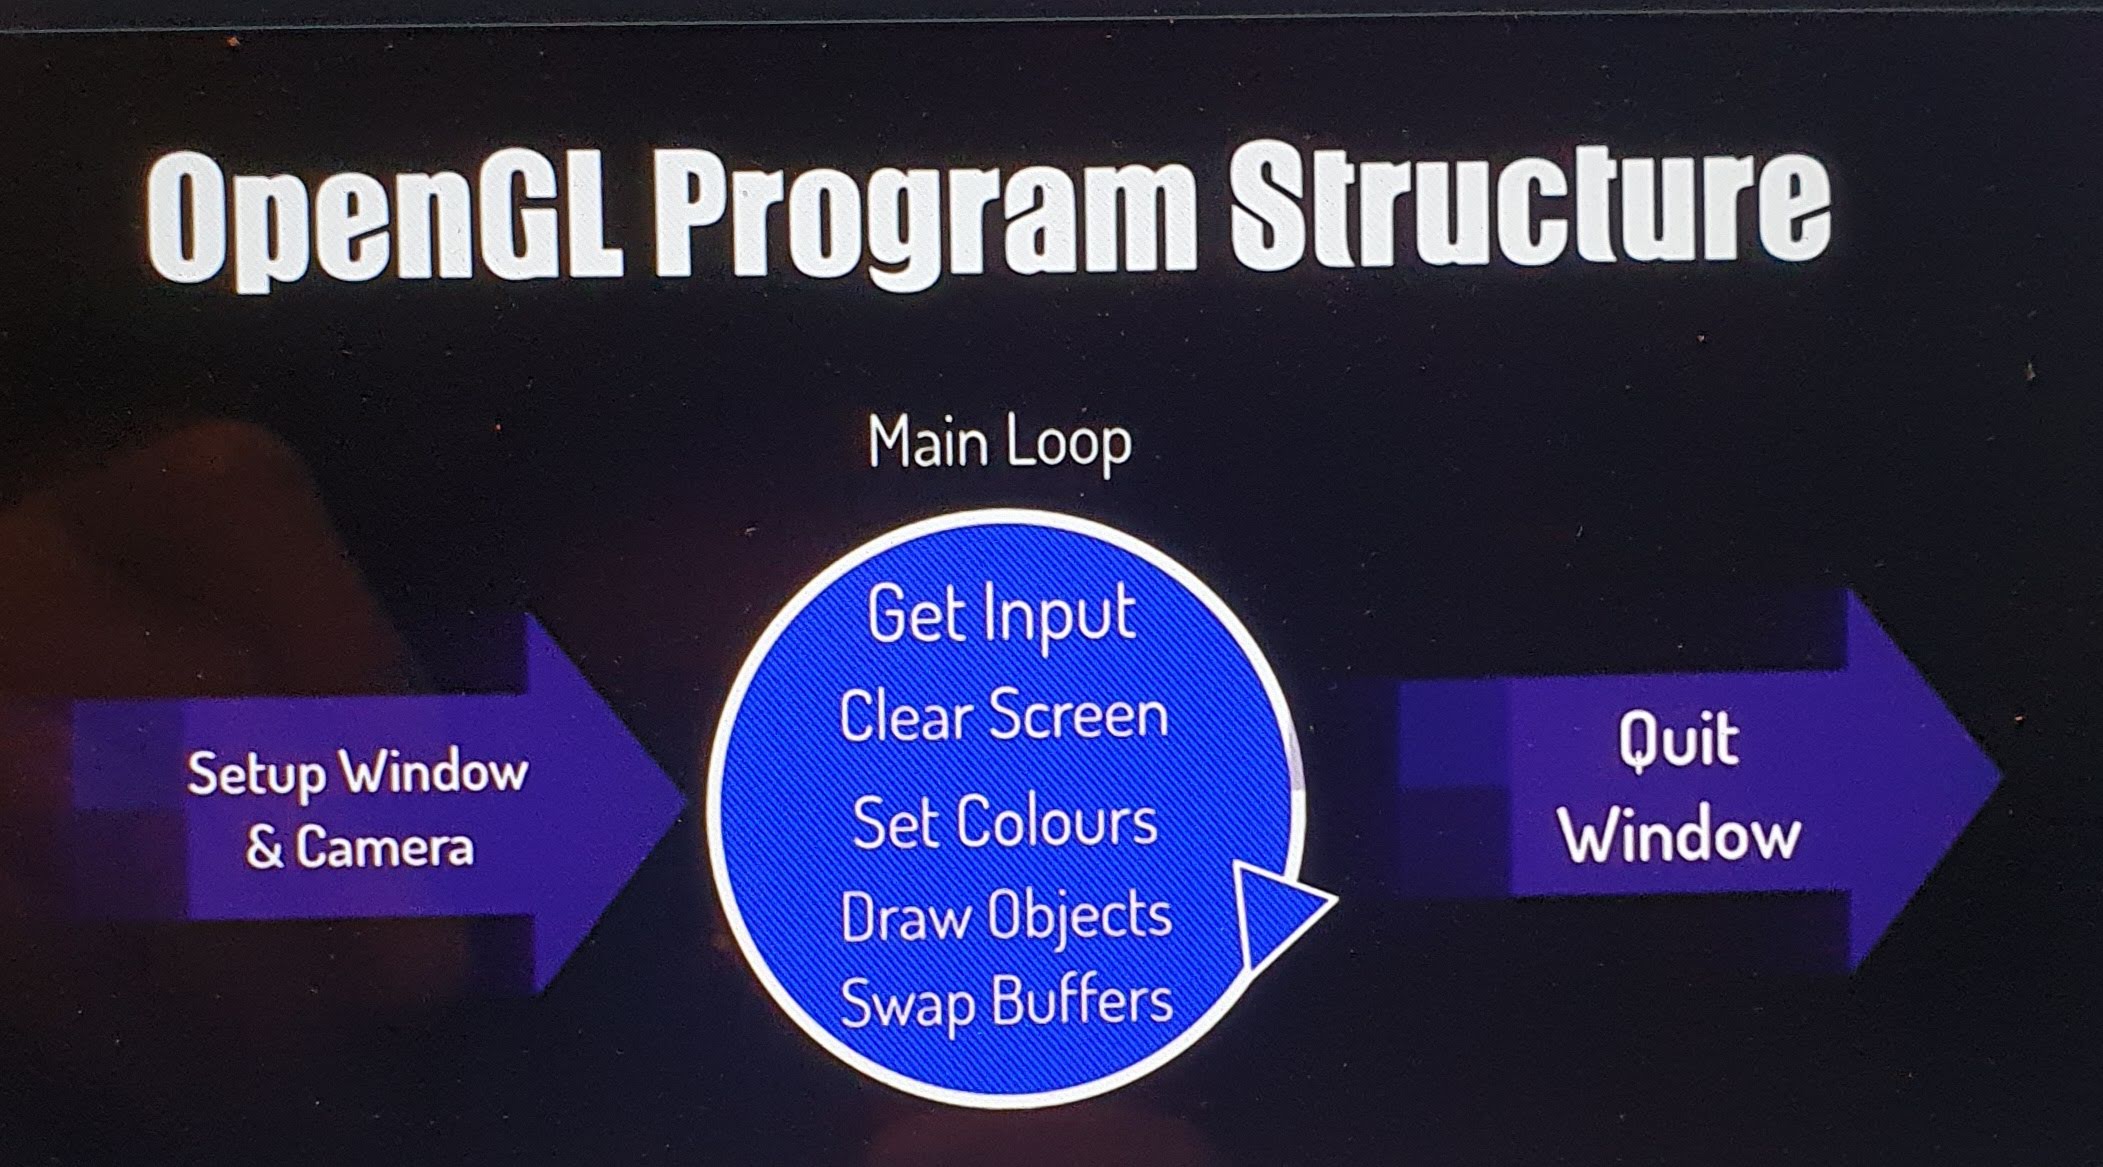 OpenGL Program Structure
Main Loop
Setup Window
& Camera
Get Input
Clear Screen
Set Colours
Draw Objects
Swap Buffers
Quit
Window